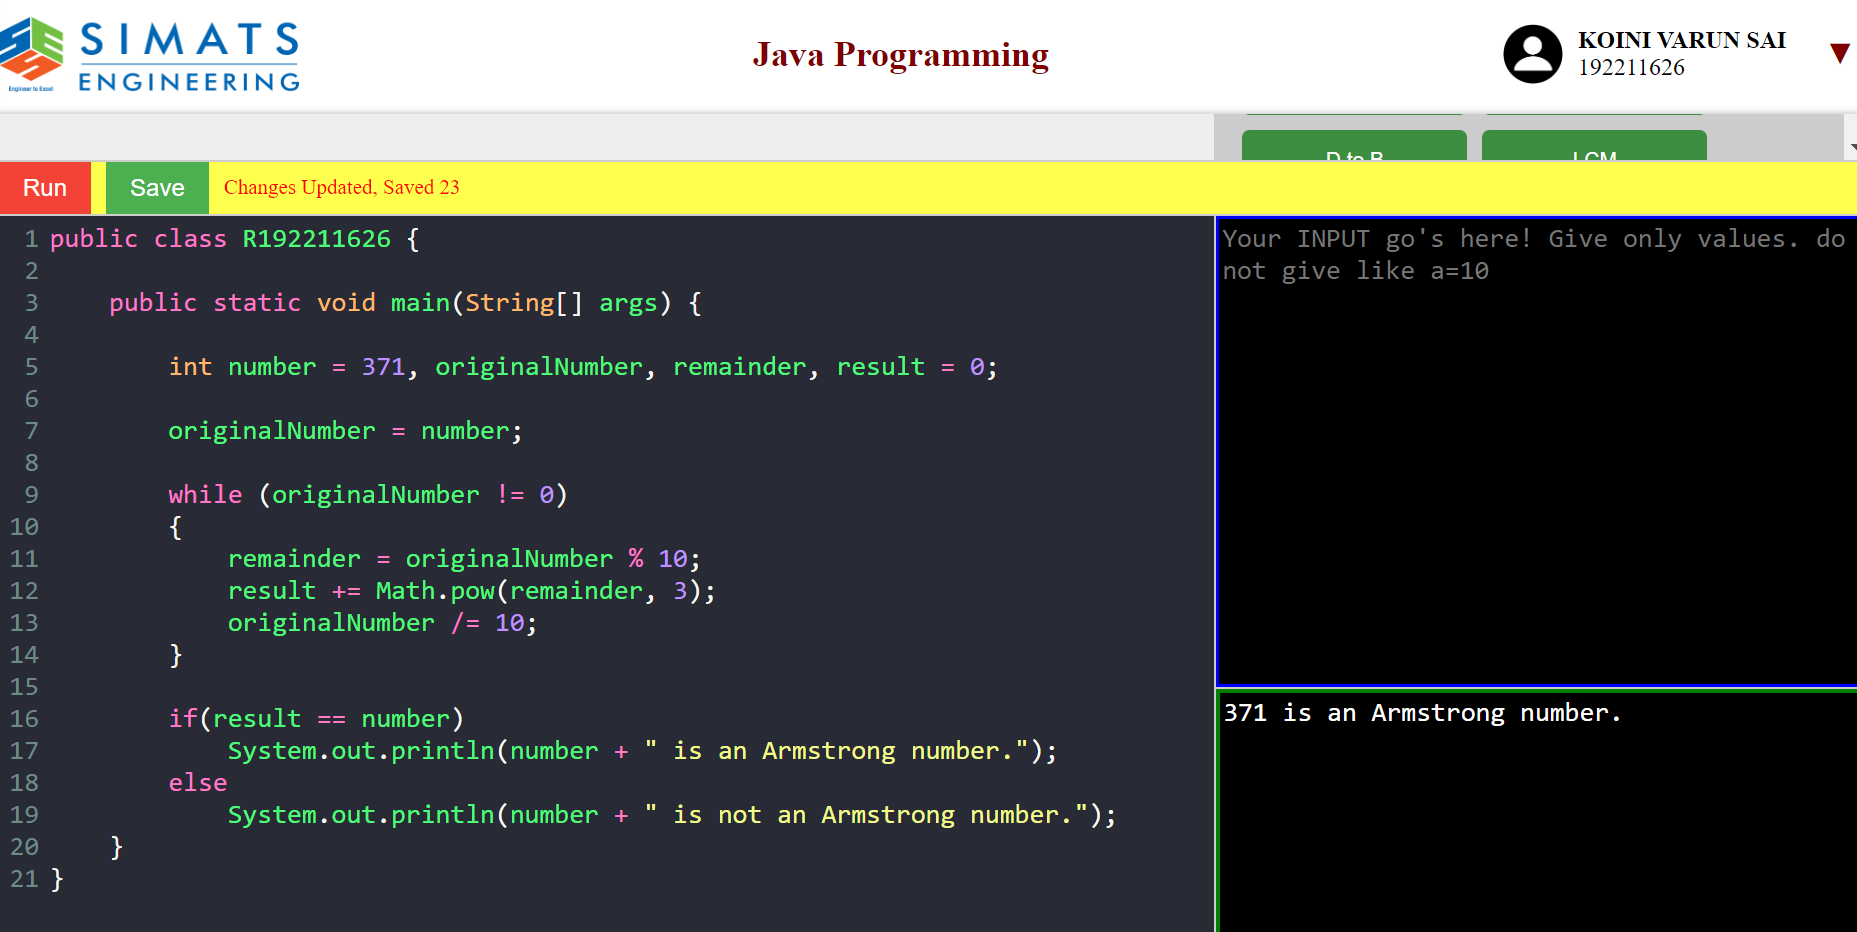 SIMATS
ENGINEERING
Engineer to Excel
Java Programming
KOINI VARUN SAI
192211626
▼
D to B
LCM
Run
Save
Changes Updated, Saved 23
1 public class R192211626 {
2
3     public static void main(String[] args) {
4
5         int number = 371, originalNumber, remainder, result = 0;
6
7         originalNumber = number;
8
9         while (originalNumber != 0)
10         {
11             remainder = originalNumber % 10;
12             result += Math.pow(remainder, 3);
13             originalNumber /= 10;
14         }
15
16         if(result == number)
17             System.out.println(number + " is an Armstrong number.");
18         else
19             System.out.println(number + " is not an Armstrong number.");
20     }
21 }
Your INPUT go's here! Give only values. do
not give like a=10
371 is an Armstrong number.